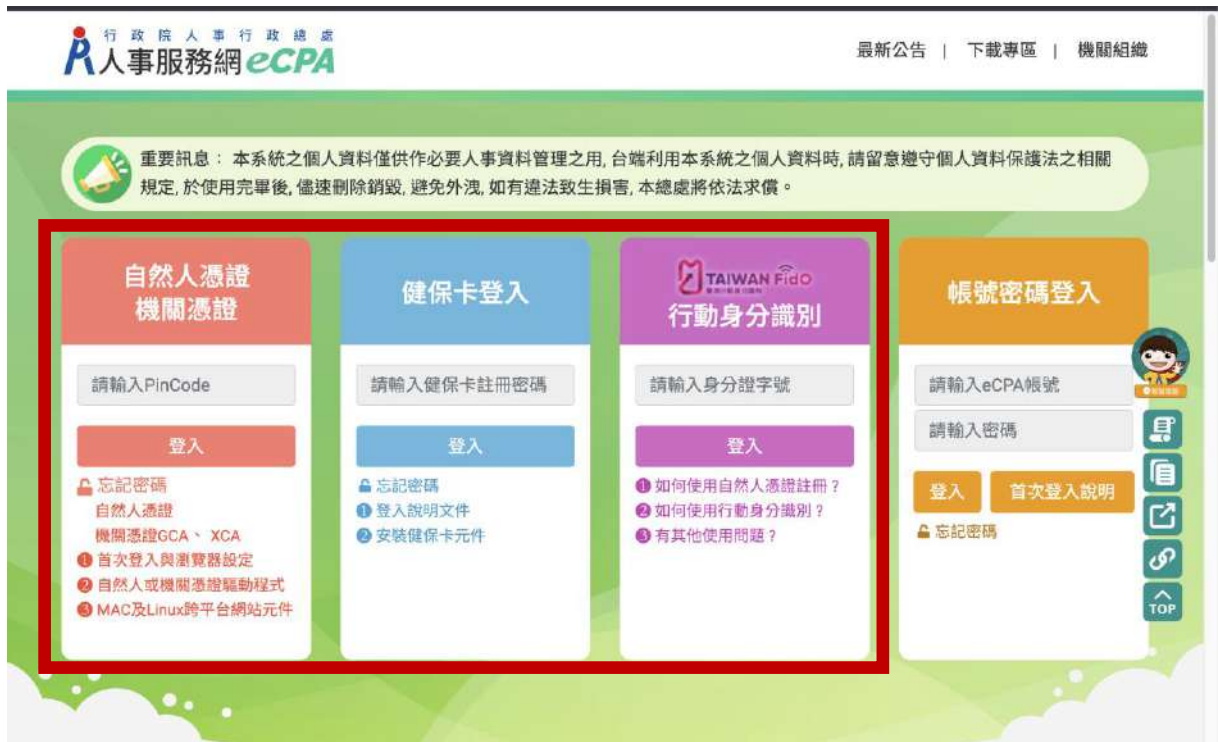 行政院人事行政總處
人事服務網eCPA
最新公告 | 下載專區 | 機關組織
重要訊息： 本系統之個人資料僅供作必要人事資料管理之用, 台端利用本系統之個人資料時, 請留意遵守個人資料保護法之相關
規定, 於使用完畢後, 儘速刪除銷毀, 避免外洩, 如有違法致生損害, 本總處將依法求償。
自然人憑證
機關憑證
請輸入PinCode
登入
忘記密碼
自然人憑證
機關憑證GCA、 XCA
❶ 首次登入與瀏覽器設定
❷ 自然人或機關憑證驅動程式
❸ MAC及Linux跨平台網站元件
健保卡登入
請輸入健保卡註冊密碼
登入
忘記密碼
❶ 登入說明文件
❷ 安裝健保卡元件
TAIWAN FidO
行動身分識別
請輸入身分證字號
登入
❶ 如何使用自然人憑證註冊？
❷ 如何使用行動身分識別？
❸ 有其他使用問題？
帳號密碼登入
請輸入eCPA帳號
請輸入密碼
登入 首次登入說明
忘記密碼
TOP